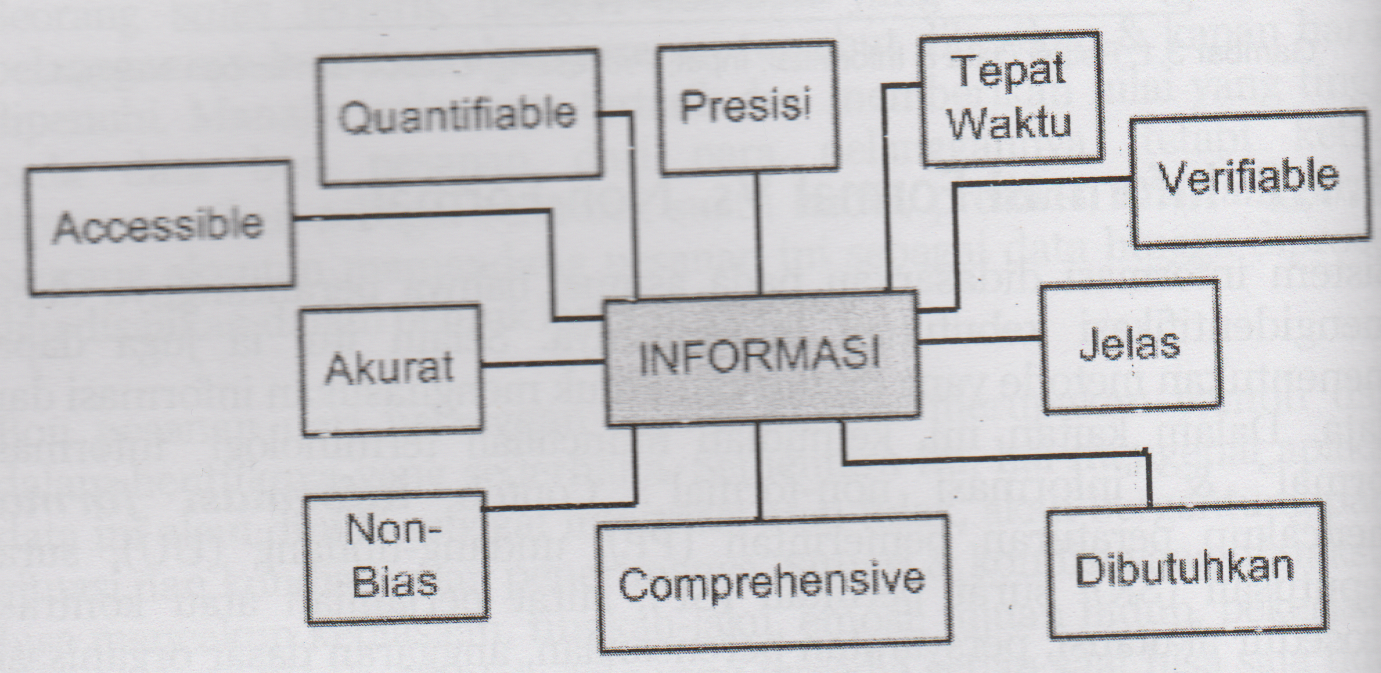 Quantifiable
Presisi
Tepat
Waktu
Verifiable
Accessible
Akurat
INFORMASI
Jelas
Non-
Bias
Comprehensive
Dibutuhkan